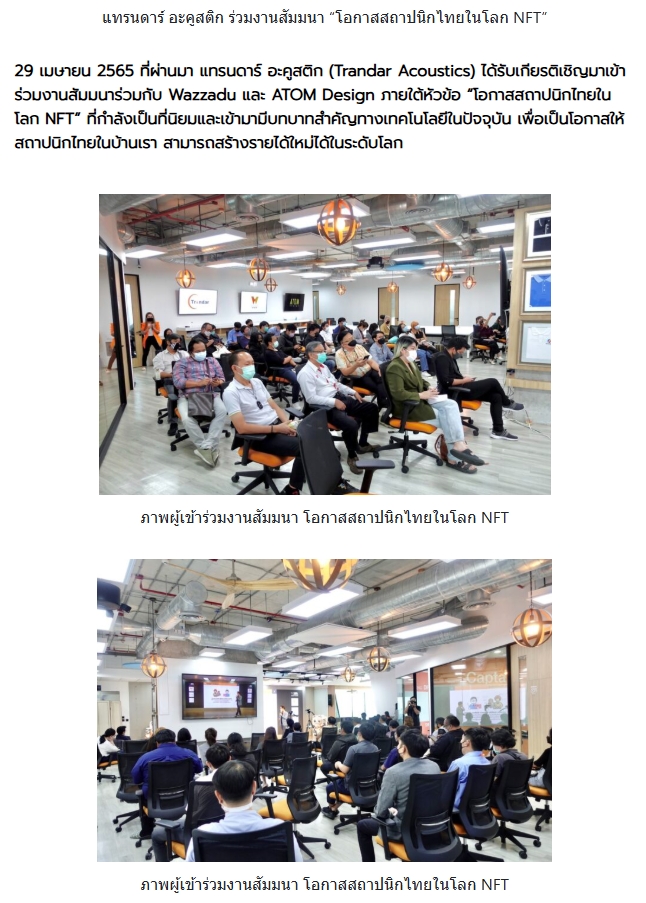 แทรนดาร์ อะคูสติก ร่วมงานสัมมนา “โอกาสสถาปนิกไทยในโลก NFT”
29 เมษายน 2565 ที่ผ่านมา แทรนดาร์ อะคูสติก (Trandar Acoustics) ได้รับเกียรติเชิญมาเข้า
ร่วมงานสัมมนาร่วมกับ Wazzadu และ ATOM Design ภายใต้หัวข้อ “โอกาสสถาปนิกไทยใน
โลก NFT” ที่กำลังเป็นที่นิยมและเข้ามามีบทบาทสำคัญทางเทคโนโลยีในปัจจุบัน เพื่อเป็นโอกาสให้
สถาปนิกไทยในบ้านเรา สามารถสร้างรายได้ใหม่ได้ในระดับโลก
Trandar
ATOM
ภาพผู้เข้าร่วมงานสัมมนา โอกาสสถาปนิกไทยในโลก NFT
ภาพผู้เข้าร่วมงานสัมมนา โอกาสสถาปนิกไทยในโลก NFT